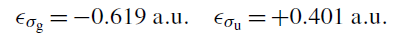 ϵσg = −0.619 a.u. ϵσu = +0.401 a.u.